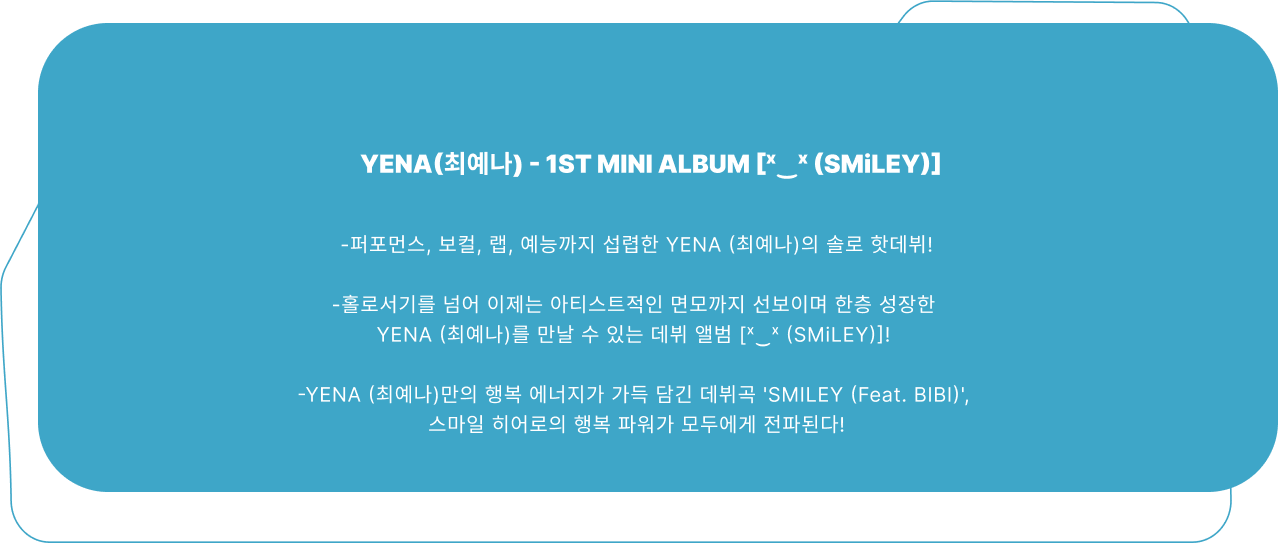 YENA(최예나) - 1ST MINI ALBUM [ˣ‿ˣ (SMiLEY)]
-퍼포먼스, 보컬, 랩, 예능까지 섭렵한 YENA (최예나)의 솔로 핫데뷔!
-홀로서기를 넘어 이제는 아티스트적인 면모까지 선보이며 한층 성장한
YENA (최예나)를 만날 수 있는 데뷔 앨범 [ˣ‿ˣ (SMiLEY)]!
-YENA (최예나)만의 행복 에너지가 가득 담긴 데뷔곡 'SMILEY (Feat. BIBI)',
스마일 히어로의 행복 파워가 모두에게 전파된다!